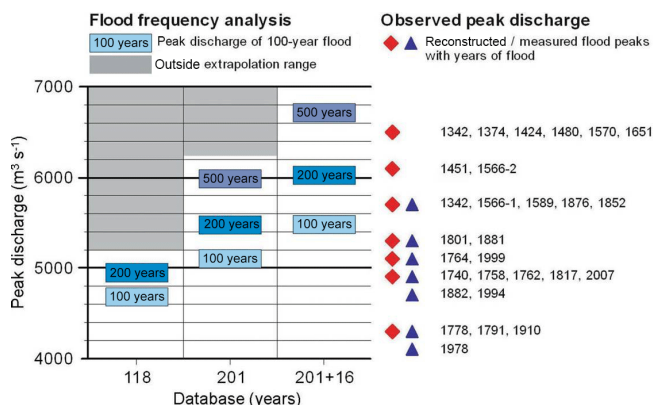 Flood frequency analysis
100 years
Peak discharge of 100-year flood
Outside extrapolation range
Observed peak discharge
Reconstructed / measured flood peaks
with years of flood
Peak discharge (m³ s⁻¹)
7000
6000
5000
4000
200 years
100 years
500 years
200 years
100 years
500 years
200 years
100 years
118
201
201+16
Database (years)
1342, 1374, 1424, 1480, 1570, 1651
1451, 1566-2
1342, 1566-1, 1589, 1876, 1852
1801, 1881
1764, 1999
1740, 1758, 1762, 1817, 2007
1882, 1994
1778, 1791, 1910
1978